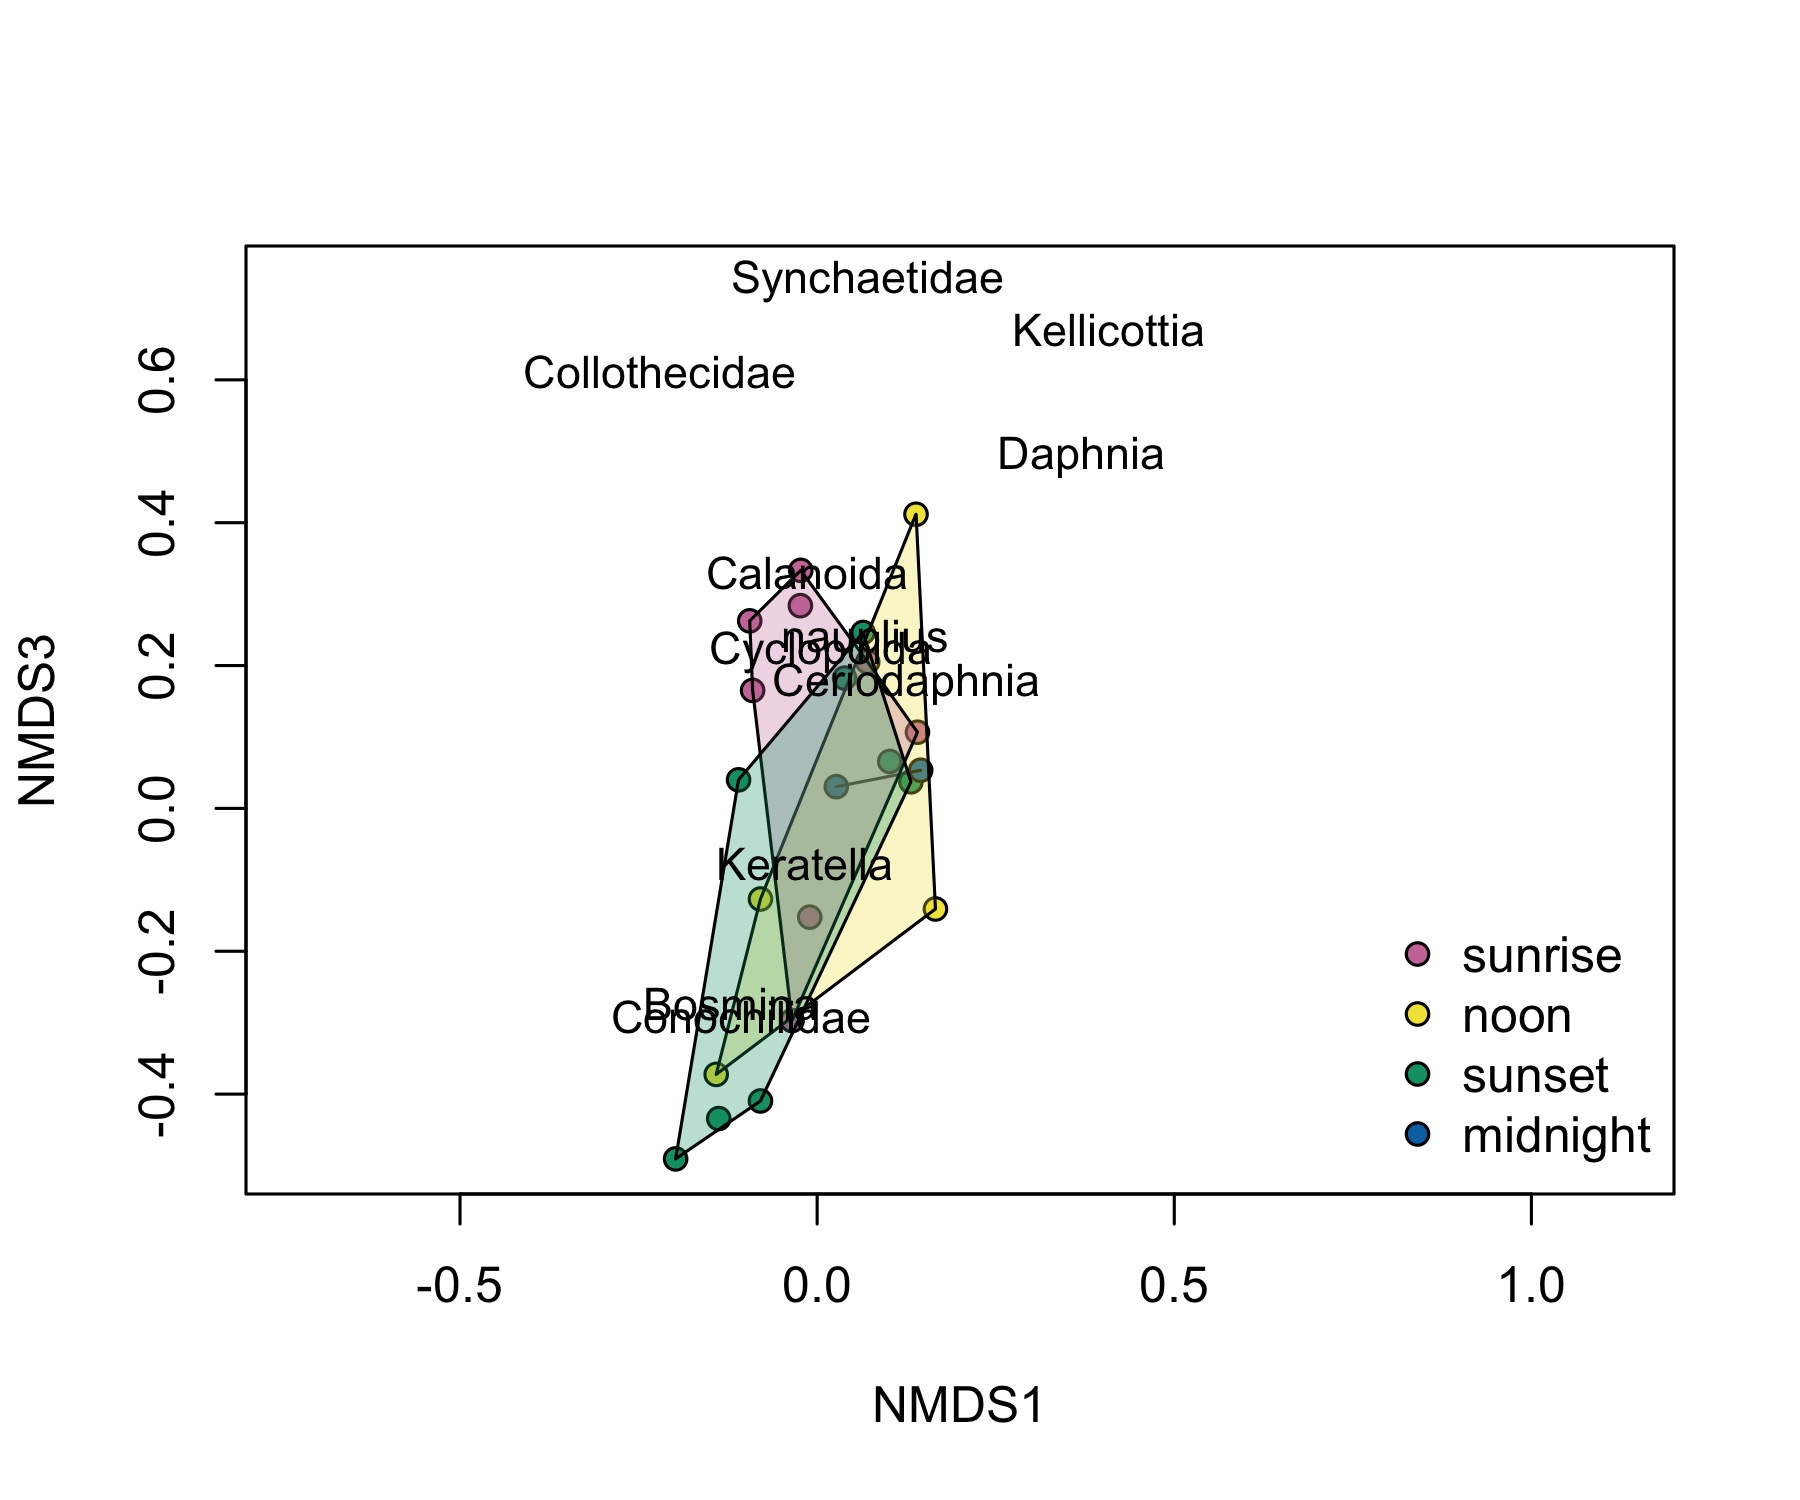 Synchaetidae
Kellicottia
Collothecidae
Daphnia
Calanoida
nauplius
Cyclopoida
Ceriodaphnia
Keratella
Bosmina
Conochilidae
sunrise
noon
sunset
midnight
NMDS3
0.6
0.4
0.2
0.0
-0.2
-0.4
-0.5 0.0 0.5 1.0
NMDS1